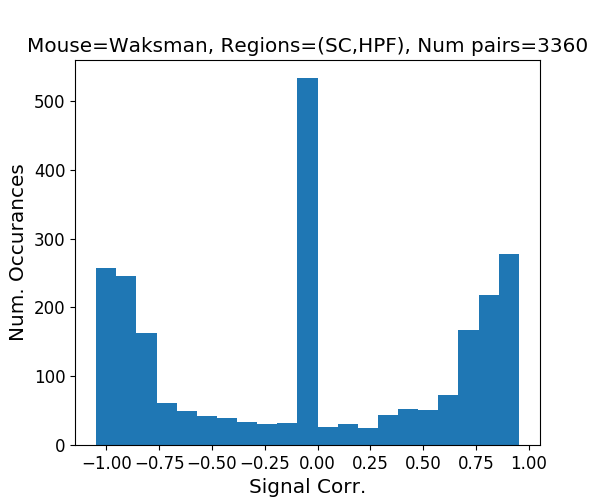 Mouse=Waksman, Regions=(SC,HPF), Num pairs=3360
Num. Occurances
500
400
300
200
100
0
−1.00 −0.75 −0.50 −0.25 0.00 0.25 0.50 0.75 1.00
Signal Corr.